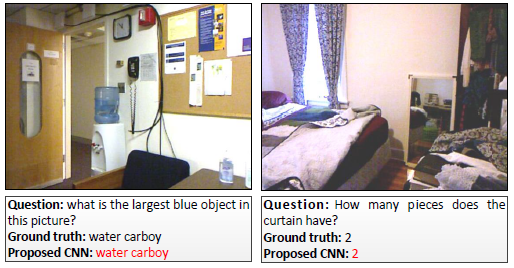 Question: what is the largest blue object in
this picture?
Ground truth: water carboy
Proposed CNN: water carboy
Question: How many pieces does the
curtain have?
Ground truth: 2
Proposed CNN: 2